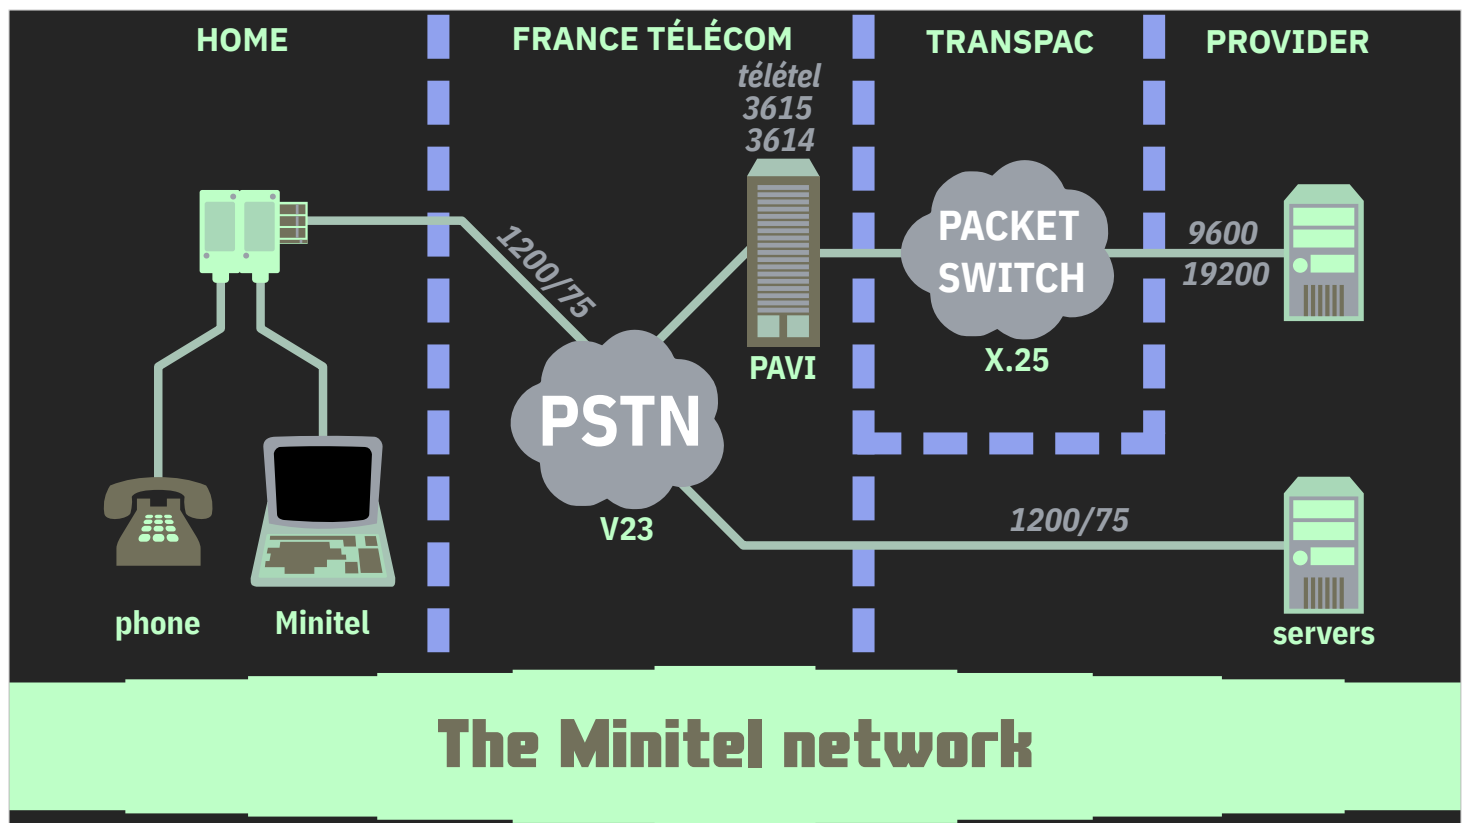 HOME
FRANCE TÉLÉCOM
TRANSPAC
PROVIDER
télétel
3615
3614
1200/75
PACKET
SWITCH
9600
19200
PAVI
X.25
PSTN
V23
1200/75
phone
Minitel
servers
The Minitel network